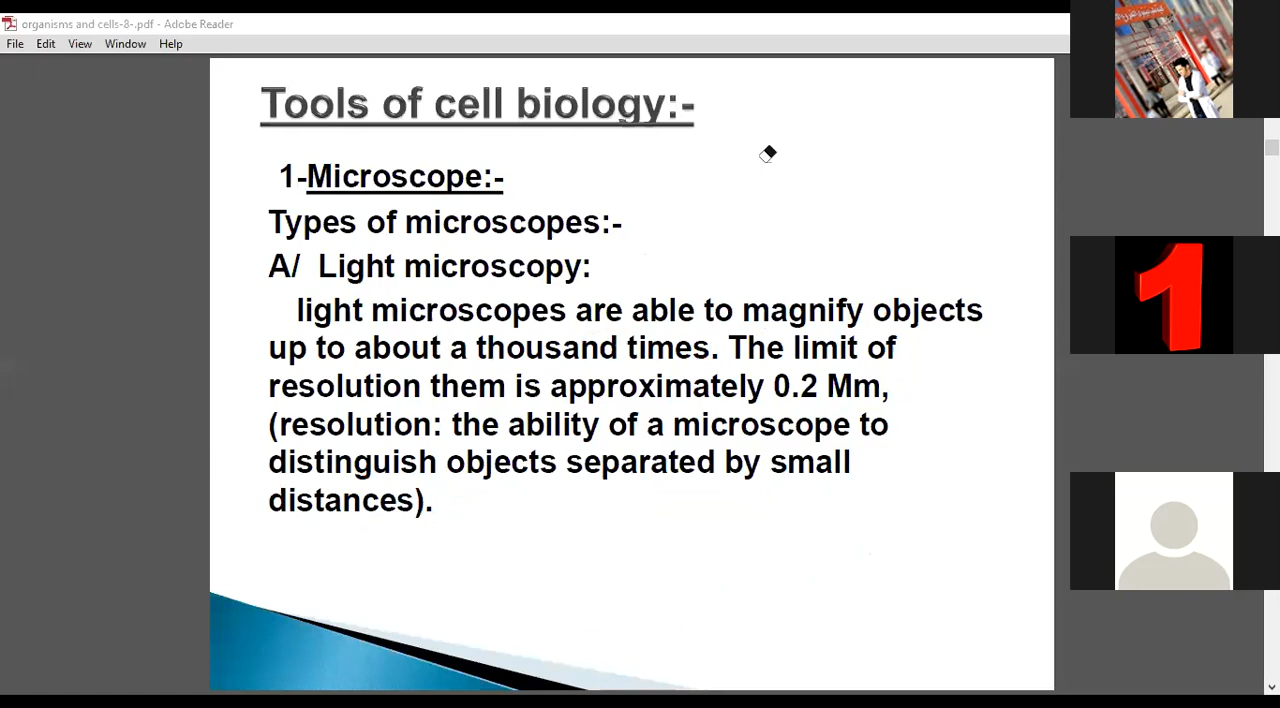 organisms and cells-8-.pdf - Adobe Reader
File Edit View Window Help
Tools of cell biology:-
1-Microscope:-
Types of microscopes:-
A/ Light microscopy:
light microscopes are able to magnify objects
up to about a thousand times. The limit of
resolution them is approximately 0.2 Mm,
(resolution: the ability of a microscope to
distinguish objects separated by small
distances).
1